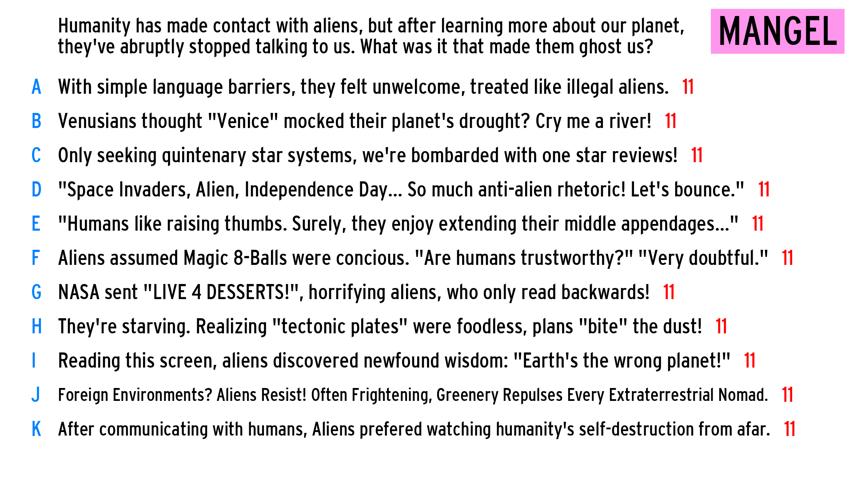 Humanity has made contact with aliens, but after learning more about our planet,
they've abruptly stopped talking to us. What was it that made them ghost us?
MANGEL
A With simple language barriers, they felt unwelcome, treated like illegal aliens. 11
B Venusians thought "Venice" mocked their planet's drought? Cry me a river! 11
C Only seeking quintenary star systems, we're bombarded with one star reviews! 11
D "Space Invaders, Alien, Independence Day... So much anti-alien rhetoric! Let's bounce." 11
E "Humans like raising thumbs. Surely, they enjoy extending their middle appendages..." 11
F Aliens assumed Magic 8-Balls were concious. "Are humans trustworthy?" "Very doubtful." 11
G NASA sent "LIVE 4 DESSERTS!", horrifying aliens, who only read backwards! 11
H They're starving. Realizing "tectonic plates" were foodless, plans "bite" the dust! 11
I Reading this screen, aliens discovered newfound wisdom: "Earth's the wrong planet!" 11
J Foreign Environments? Aliens Resist! Often Frightening, Greenery Repulses Every Extraterrestrial Nomad. 11
K After communicating with humans, Aliens prefered watching humanity's self-destruction from afar. 11